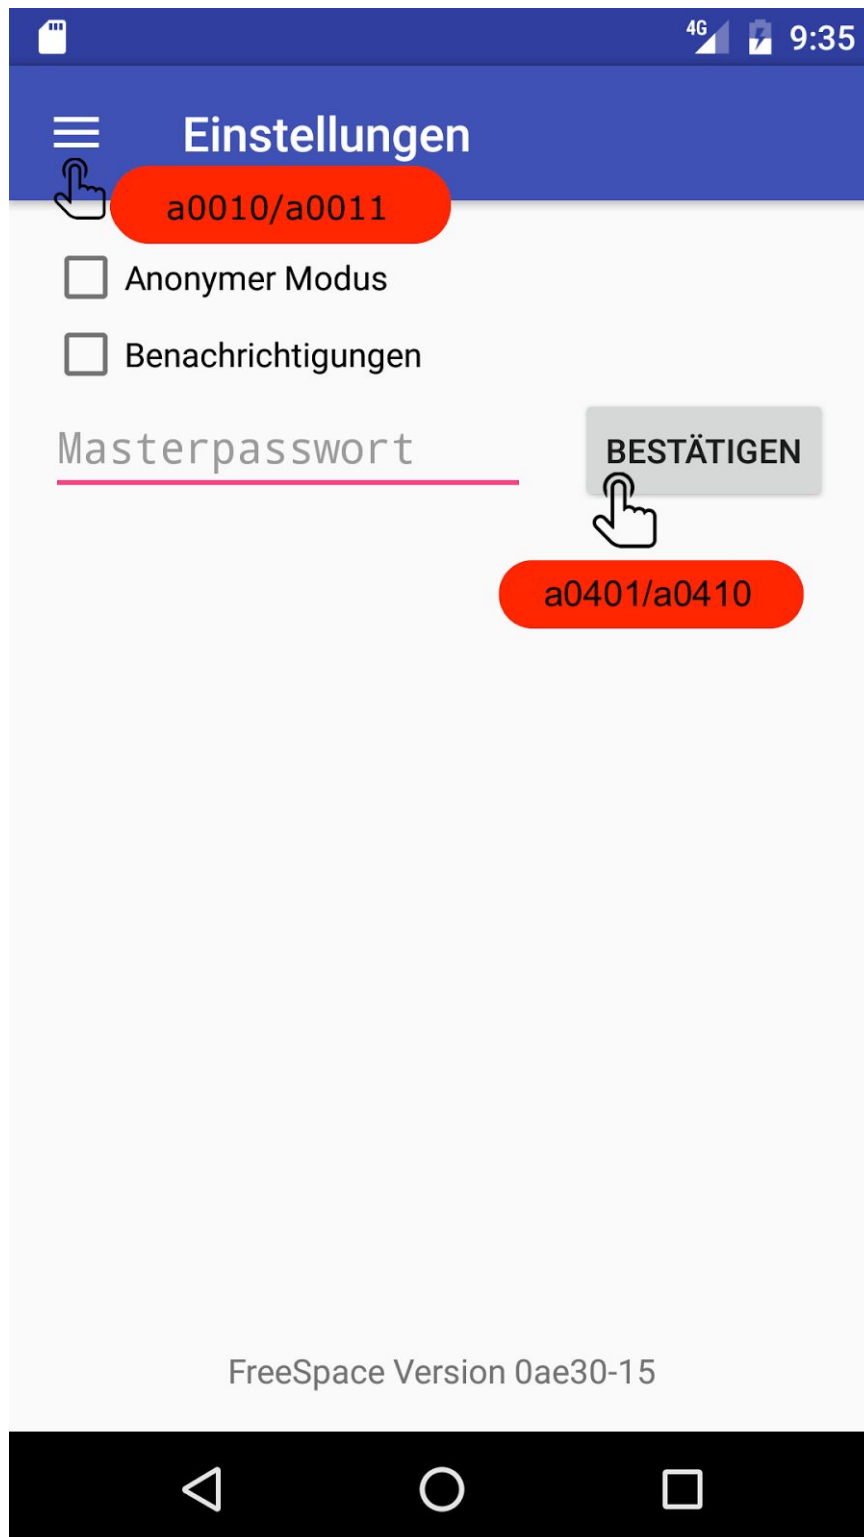 4G 9:35
Einstellungen
a0010/a0011
Anonymer Modus
Benachrichtigungen
Masterpasswort BESTÄTIGEN
a0401/a0410
FreeSpace Version 0ae30-15